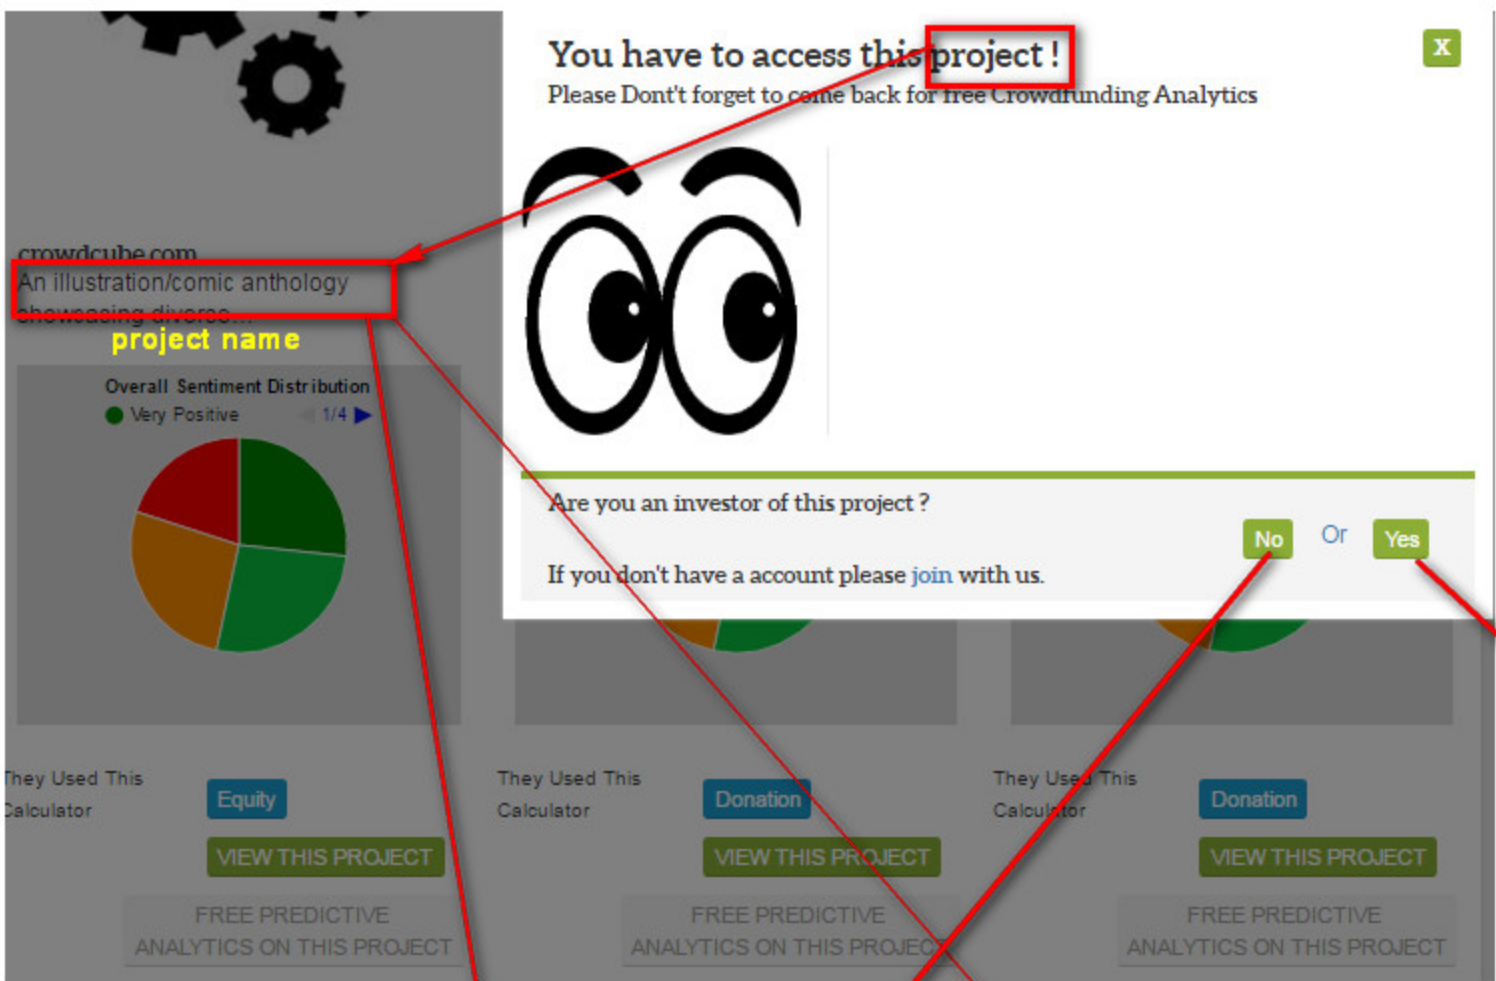 You have to access this project !
X
Please Dont't forget to come back for free Crowdfunding Analytics
crowdcube.com
An illustration/comic anthology
showcasing diverse...
project name
Overall Sentiment Distribution
Very Positive
1/4
Are you an investor of this project ?
No Or Yes
If you don't have a account please join with us.
They Used This
Calculator
Equity
VIEW THIS PROJECT
FREE PREDICTIVE
ANALYTICS ON THIS PROJECT
They Used This
Calculator
Donation
VIEW THIS PROJECT
FREE PREDICTIVE
ANALYTICS ON THIS PROJECT
They Used This
Calculator
Donation
VIEW THIS PROJECT
FREE PREDICTIVE
ANALYTICS ON THIS PROJECT